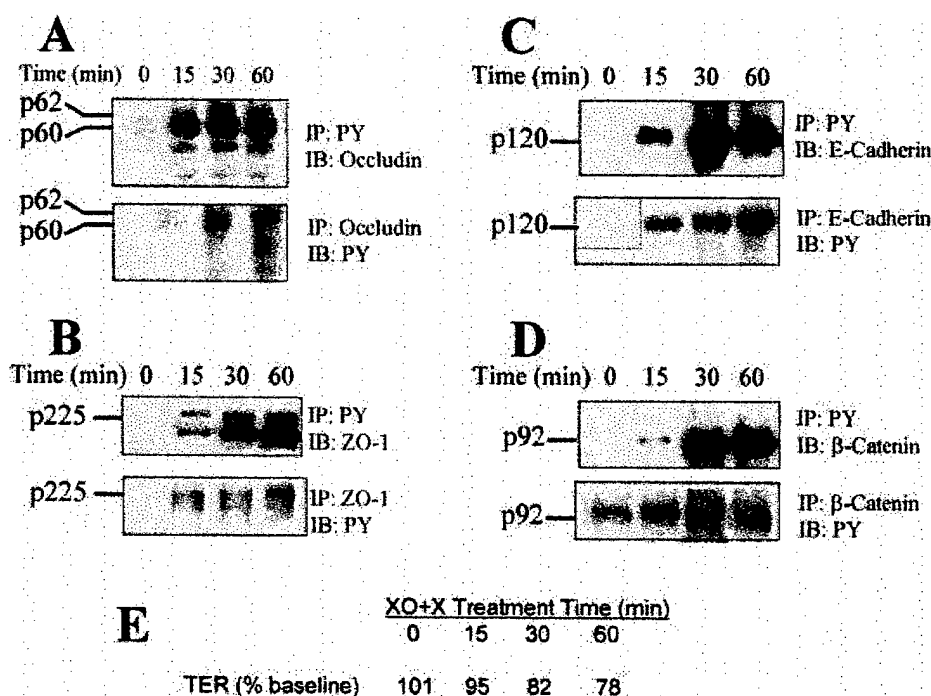 A
Time (min) 0 15 30 60
p62
p60
IP: PY
IB: Occludin
p62
p60
IP: Occludin
IB: PY
B
Time (min) 0 15 30 60
p225
IP: PY
IB: ZO-1
p225
IP: ZO-1
IB: PY
C
Time (min) 0 15 30 60
p120
IP: PY
IB: E-Cadherin
p120
IP: E-Cadherin
IB: PY
D
Time (min) 0 15 30 60
p92
IP: PY
IB: β-Catenin
p92
IP: β-Catenin
IB: PY
E
XO+X Treatment Time (min)
0 15 30 60
TER (% baseline) 101 95 82 78